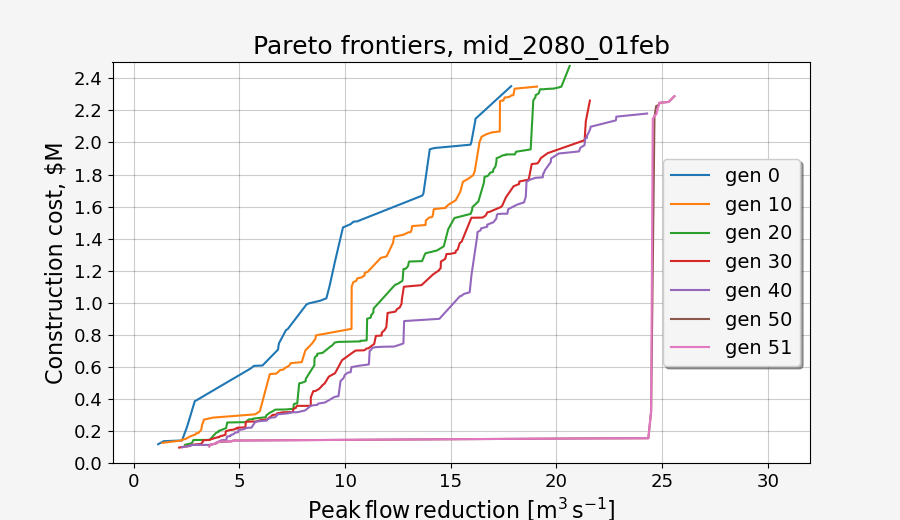 Pareto frontiers, mid_2080_01feb
Construction cost, $M
2.4
2.2
2.0
1.8
1.6
1.4
1.2
1.0
0.8
0.6
0.4
0.2
0.0
gen 0
gen 10
gen 20
gen 30
gen 40
gen 50
gen 51
0 5 10 15 20 25 30
Peak flow reduction [m³ s⁻¹]